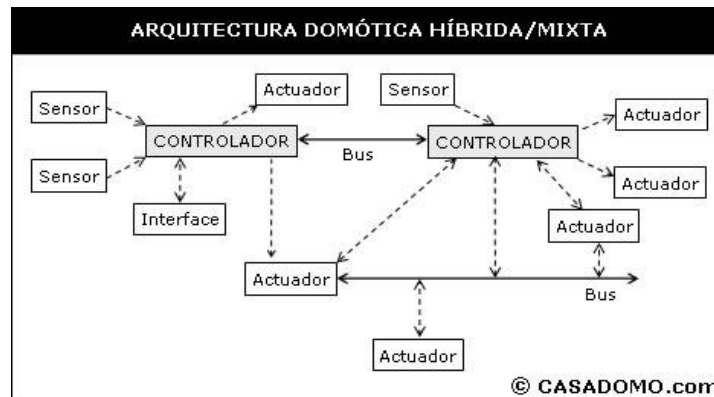 ARQUITECTURA DOMÓTICA HÍBRIDA/MIXTA
Sensor
Actuador
Sensor
Actuador
CONTROLADOR
Bus
CONTROLADOR
Sensor
Actuador
Interface
Actuador
Actuador
Bus
Actuador
© CASADOMO.com